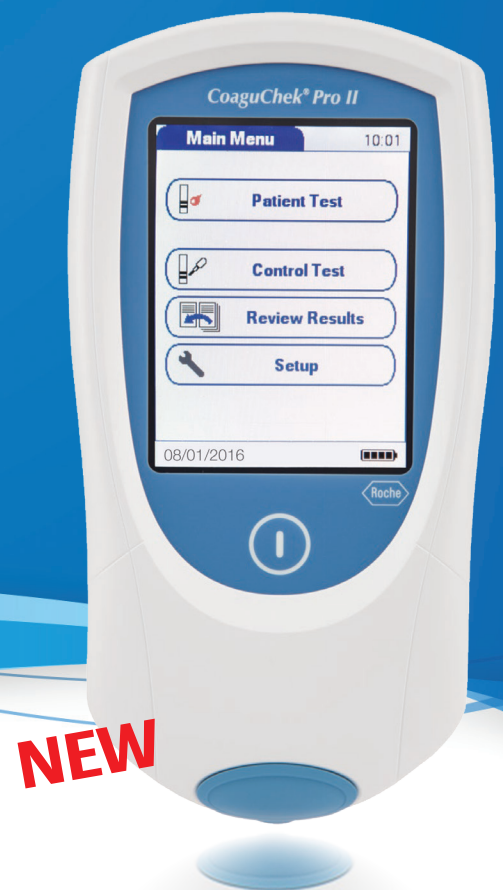 CoaguChek® Pro II
Main Menu 10:01
Patient Test
Control Test
Review Results
Setup
08/01/2016
Roche
NEW